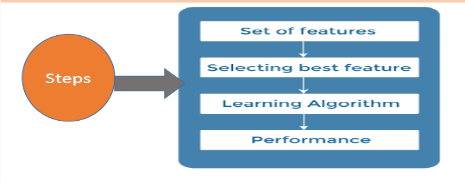 Steps
Set of features
Selecting best feature
Learning Algorithm
Performance